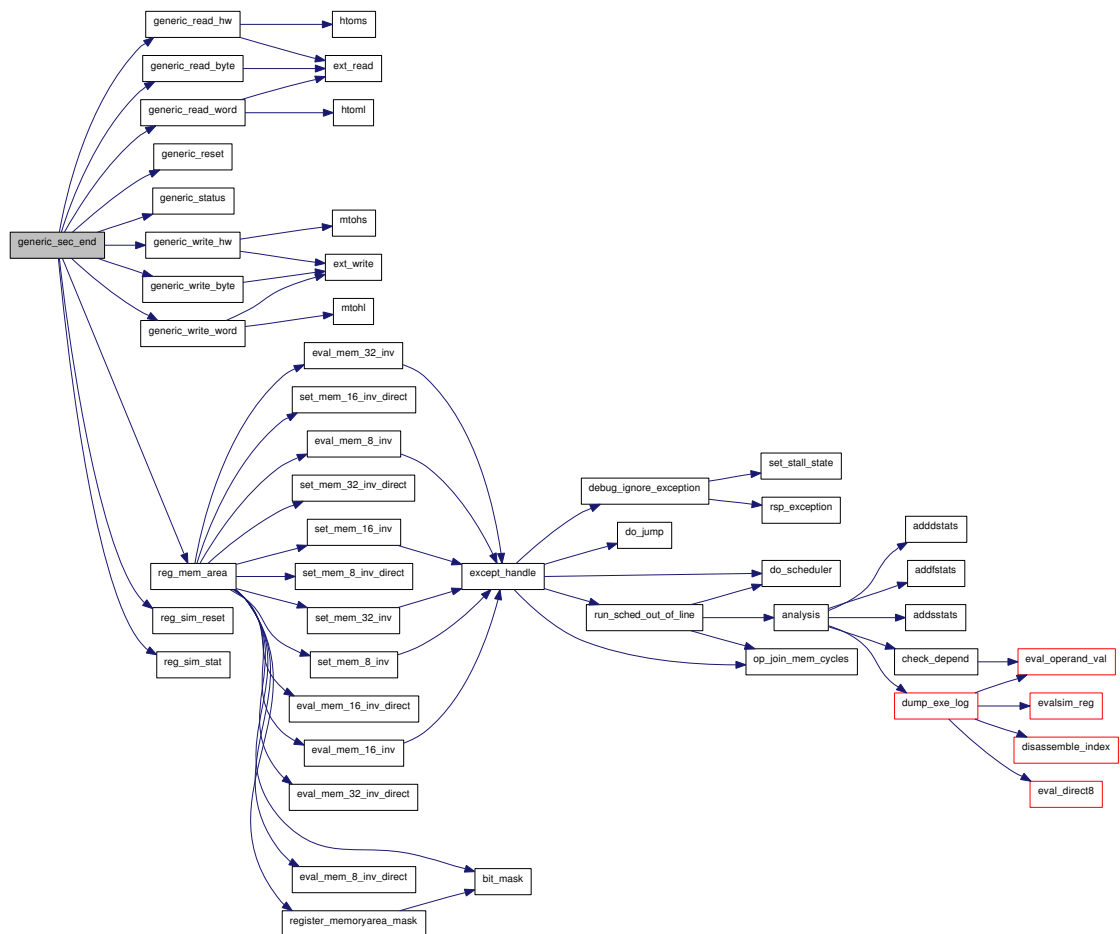 generic_read_hw
htoms
generic_read_byte
ext_read
generic_read_word
htoml
generic_reset
generic_status
generic_sec_end
generic_write_hw
mtohs
generic_write_byte
ext_write
generic_write_word
mtohl
eval_mem_32_inv
set_mem_16_inv_direct
eval_mem_8_inv
set_mem_32_inv_direct
set_mem_16_inv
reg_mem_area
set_mem_8_inv_direct
set_mem_32_inv
set_mem_8_inv
eval_mem_16_inv_direct
eval_mem_16_inv
eval_mem_32_inv_direct
eval_mem_8_inv_direct
register_memoryarea_mask
reg_sim_reset
reg_sim_stat
except_handle
bit_mask
debug_ignore_exception
set_stall_state
rsp_exception
do_jump
do_scheduler
run_sched_out_of_line
op_join_mem_cycles
analysis
adddstats
addfstats
addsstats
check_depend
dump_exe_log
eval_operand_val
evalsim_reg
disassemble_index
eval_direct8